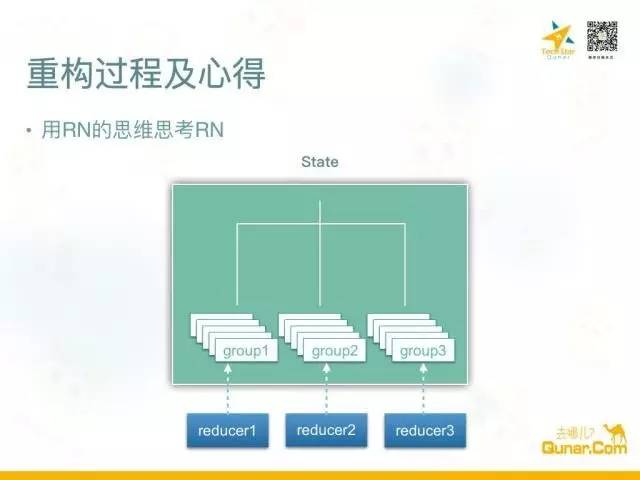 Tech Star
Qunar
重构过程及心得
• 用RN的思维思考RN
State
group1
group2
group3
reducer1
reducer2
reducer3
去哪儿?
Qunar.Com